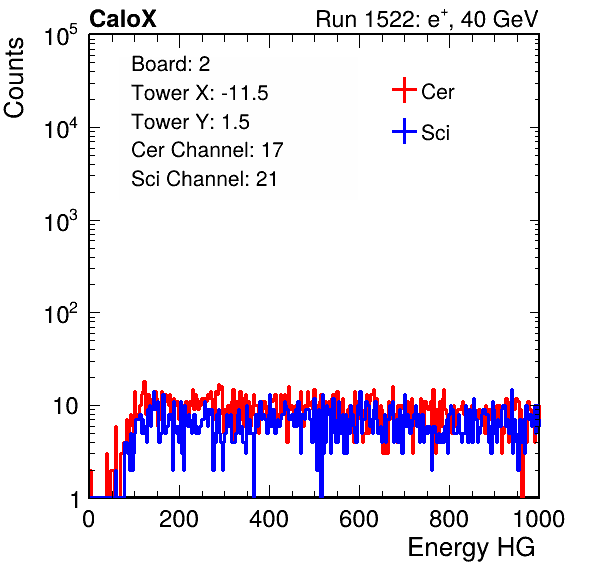 CaloX Run 1522: e⁺, 40 GeV
Counts
10⁵
10⁴
10³
10²
10
1
Board: 2
Tower X: -11.5
Tower Y: 1.5
Cer Channel: 17
Sci Channel: 21
Cer
Sci
0 200 400 600 800 1000
Energy HG